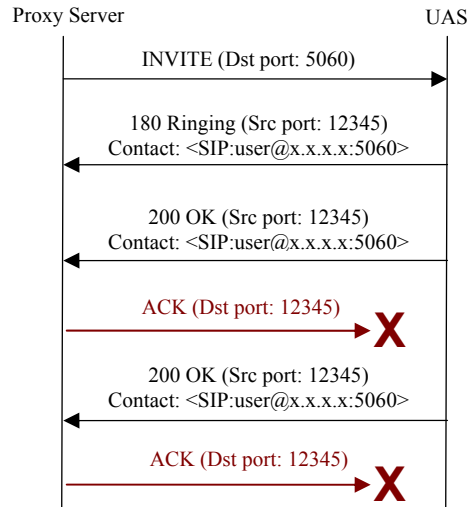 Proxy Server
UAS
INVITE (Dst port: 5060)
180 Ringing (Src port: 12345)
Contact: <SIP:user@x.x.x.x:5060>
200 OK (Src port: 12345)
Contact: <SIP:user@x.x.x.x:5060>
ACK (Dst port: 12345)
X
200 OK (Src port: 12345)
Contact: <SIP:user@x.x.x.x:5060>
ACK (Dst port: 12345)
X